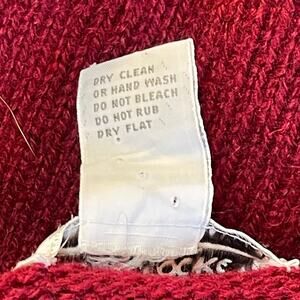 DRY CLEAN
OR HAND WASH
DO NOT BLEACH
DO NOT RUB
DRY FLAT